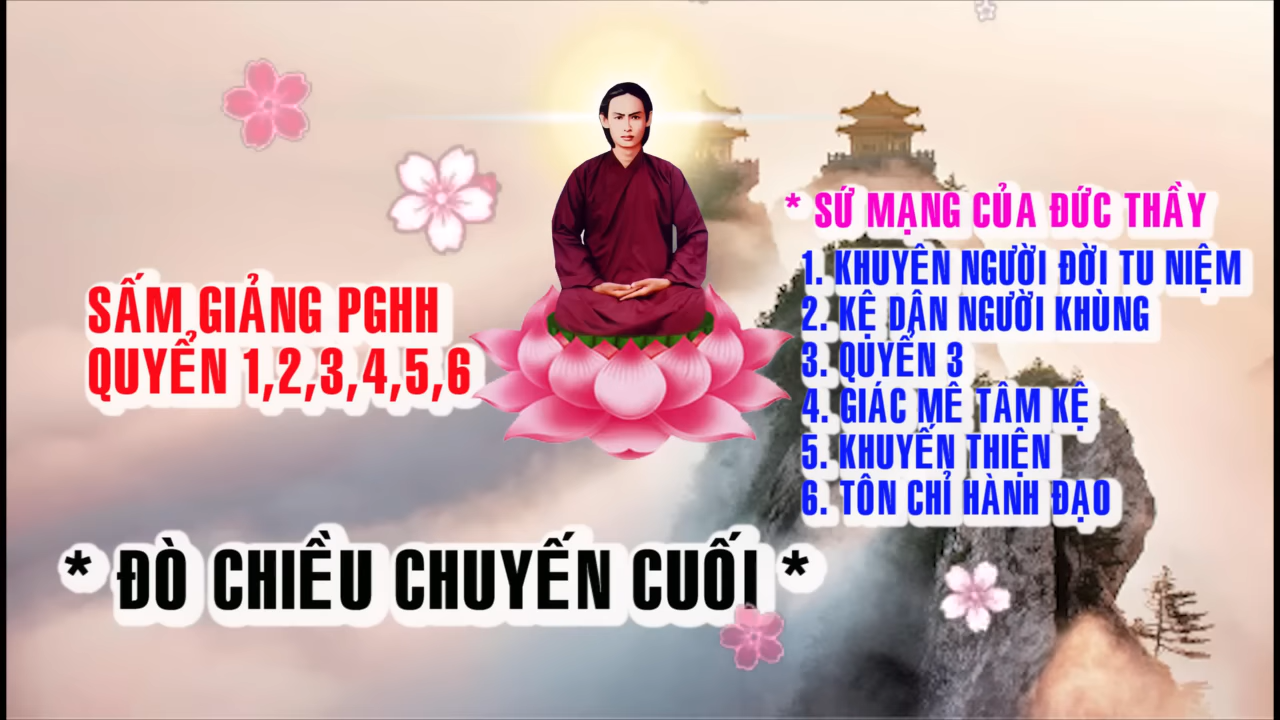 SẤM GIẢNG PGHH
QUYỂN 1,2,3,4,5,6
* SỨ MẠNG CỦA ĐỨC THẦY
1. KHUYÊN NGƯỜI ĐỜI TU NIỆM
2. KỆ DÂN NGƯỜI KHÙNG
3. QUYỂN 3
4. GIÁC MÊ TÂM KỆ
5. KHUYẾN THIỆN
6. TÔN CHỈ HÀNH ĐẠO
* ĐÒ CHIỀU CHUYẾN CUỐI *